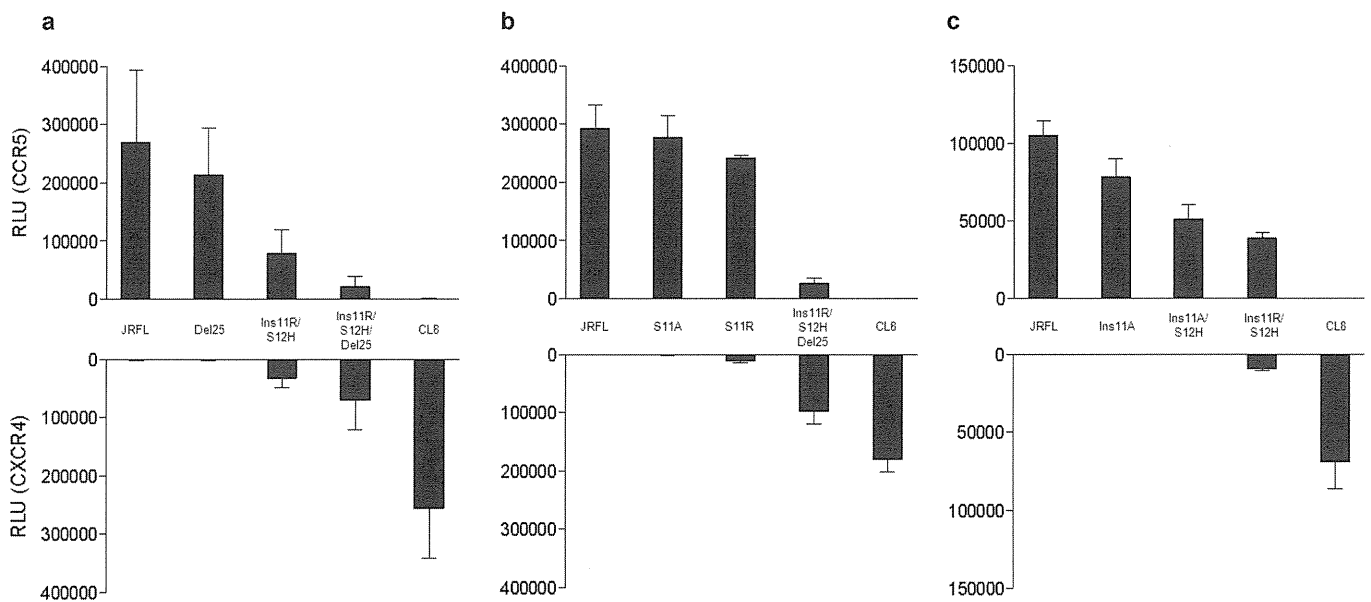 a
b
c
RLU (CCR5)
400000
300000
200000
100000
0
400000
300000
200000
100000
0
150000
100000
50000
0
JRFL
Del25
Ins11R/
S12H
Ins11R/
S12H/
Del25
CL8
JRFL
S11A
S11R
Ins11R/
S12H
Del25
CL8
JRFL
Ins11A
Ins11A/
S12H
Ins11R/
S12H
CL8
RLU (CXCR4)
0
100000
200000
300000
400000
0
100000
200000
300000
400000
0
50000
100000
150000